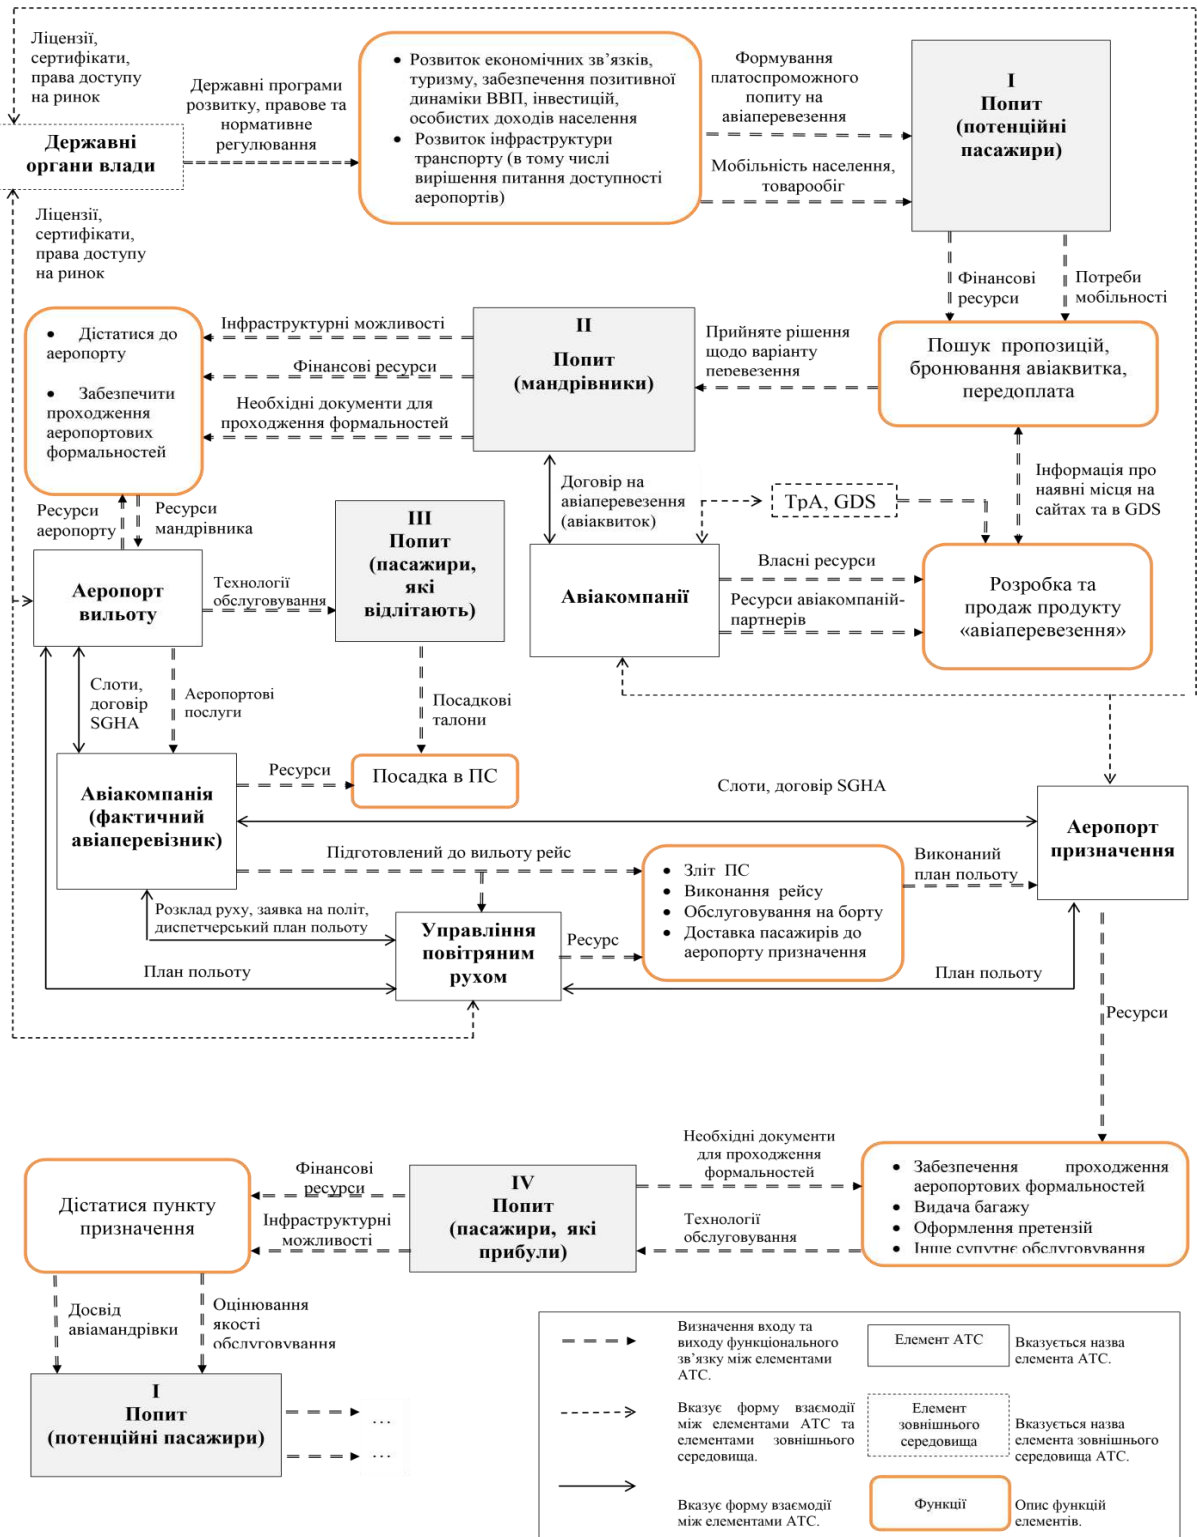 Ліцензії,
сертифікати,
права доступу
на ринок
Державні
органи влади
Державні програми
розвитку, правове та
нормативне
регулювання
• Розвиток економічних зв’язків,
туризму, забезпечення позитивної
динаміки ВВП, інвестицій,
особистих доходів населення
• Розвиток інфраструктури
транспорту (в тому числі
вирішення питання доступності
аеропортів)
Формування
платоспроможного
попиту на
авіаперевезення
Мобільність населення,
товарообіг
I
Попит
(потенційні
пасажири)
Ліцензії,
сертифікати,
права доступу
на ринок
Фінансові
ресурси
Потреби
мобільності
• Дістатися до
аеропорту
• Забезпечити
проходження
аеропортових
формальностей
Інфраструктурні можливості
Фінансові ресурси
Необхідні документи для
проходження формальностей
II
Попит
(мандрівники)
Прийняте рішення
щодо варіанту
перевезення
Пошук пропозицій,
бронювання авіаквитка,
передоплата
Ресурси
аеропорту
Ресурси
мандрівника
Договір на
авіаперевезення
(авіаквиток)
ТрА, GDS
Інформація про
наявні місця на
сайтах та в GDS
III
Попит
(пасажири,
які
відлітають)
Аеропорт
вильоту
Технології
обслуговування
Авіакомпанії
Власні ресурси
Ресурси авіакомпаній-
партнерів
Розробка та
продаж продукту
«авіаперевезення»
Слоти,
договір
SGHA
Аеропортові
послуги
Посадкові
талони
Авіакомпанія
(фактичний
авіаперевізник)
Ресурси
Посадка в ПС
Слоти, договір SGHA
Аеропорт
призначення
Підготовлений до вильоту рейс
• Зліт ПС
• Виконання рейсу
• Обслуговування на борту
• Доставка пасажирів до
аеропорту призначення
Виконаний
план польоту
Розклад руху, заявка на політ,
диспетчерський план польоту
Управління
повітряним
рухом
Ресурс
План польоту
План польоту
Ресурси
Необхідні документи
для проходження
формальностей
Технології
обслуговування
• Забезпечення проходження
аеропортових формальностей
• Видача багажу
• Оформлення претензій
• Інше супутнє обслуговування
IV
Попит
(пасажири, які
прибули)
Фінансові
ресурси
Інфраструктурні
можливості
Дістатися пункту
призначення
Досвід
авіамандрівки
Оцінювання
якості
обслуговування
I
Попит
(потенційні пасажири)
…
…
Визначення входу та
виходу функціонального
зв’язку між елементами
АТС.
Елемент АТС
Вказується назва
елемента АТС.
Вказує форму взаємодії
між елементами АТС та
елементами зовнішнього
середовища.
Елемент
зовнішнього
середовища
Вказується назва
елемента зовнішнього
середовища АТС.
Вказує форму взаємодії
між елементами АТС.
Функції
Опис функцій
елементів.